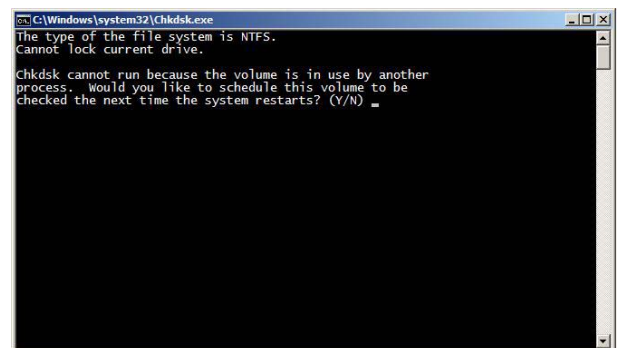 C:\Windows\system32\Chkdsk.exe
The type of the file system is NTFS.
Cannot lock current drive.
Chkdsk cannot run because the volume is in use by another
process.  Would you like to schedule this volume to be
checked the next time the system restarts? (Y/N) _